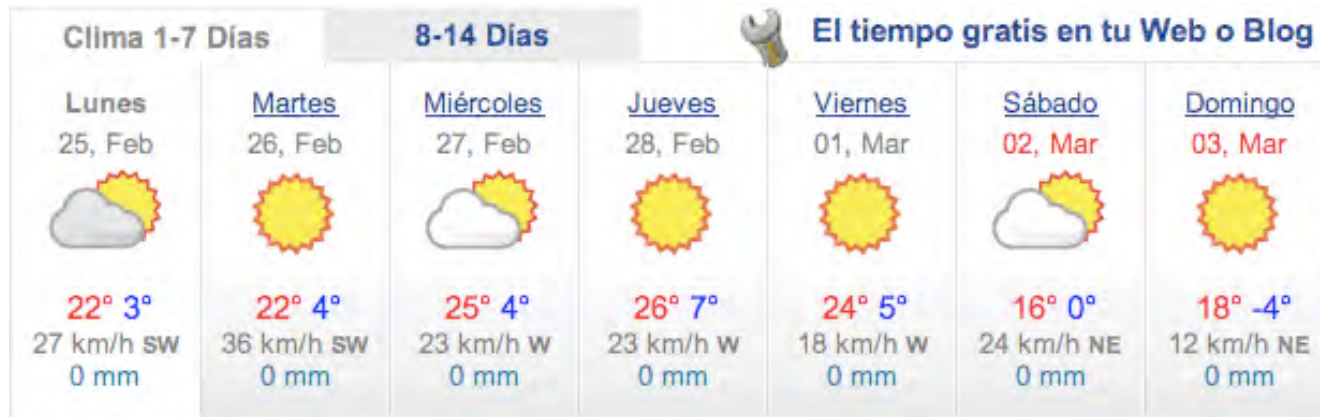 Clima 1-7 Días 8-14 Días El tiempo gratis en tu Web o Blog
Lunes Martes Miércoles Jueves Viernes Sábado Domingo
25, Feb 26, Feb 27, Feb 28, Feb 01, Mar 02, Mar 03, Mar
22° 3° 22° 4° 25° 4° 26° 7° 24° 5° 16° 0° 18° -4°
27 km/h SW 36 km/h SW 23 km/h W 23 km/h W 18 km/h W 24 km/h NE 12 km/h NE
0 mm 0 mm 0 mm 0 mm 0 mm 0 mm 0 mm